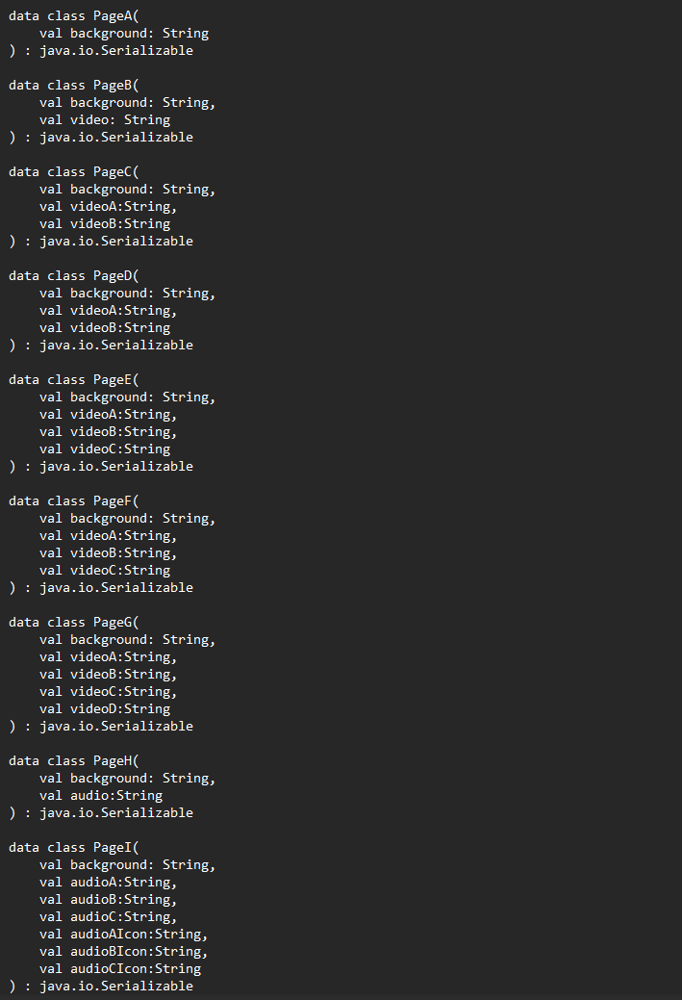 data class PageA(
    val background: String
) : java.io.Serializable

data class PageB(
    val background: String,
    val video: String
) : java.io.Serializable

data class PageC(
    val background: String,
    val videoA:String,
    val videoB:String
) : java.io.Serializable

data class PageD(
    val background: String,
    val videoA:String,
    val videoB:String
) : java.io.Serializable

data class PageE(
    val background: String,
    val videoA:String,
    val videoB:String,
    val videoC:String
) : java.io.Serializable

data class PageF(
    val background: String,
    val videoA:String,
    val videoB:String,
    val videoC:String
) : java.io.Serializable

data class PageG(
    val background: String,
    val videoA:String,
    val videoB:String,
    val videoC:String,
    val videoD:String
) : java.io.Serializable

data class PageH(
    val background: String,
    val audio:String
) : java.io.Serializable

data class PageI(
    val background: String,
    val audioA:String,
    val audioB:String,
    val audioC:String,
    val audioAIcon:String,
    val audioBIcon:String,
    val audioCIcon:String
) : java.io.Serializable